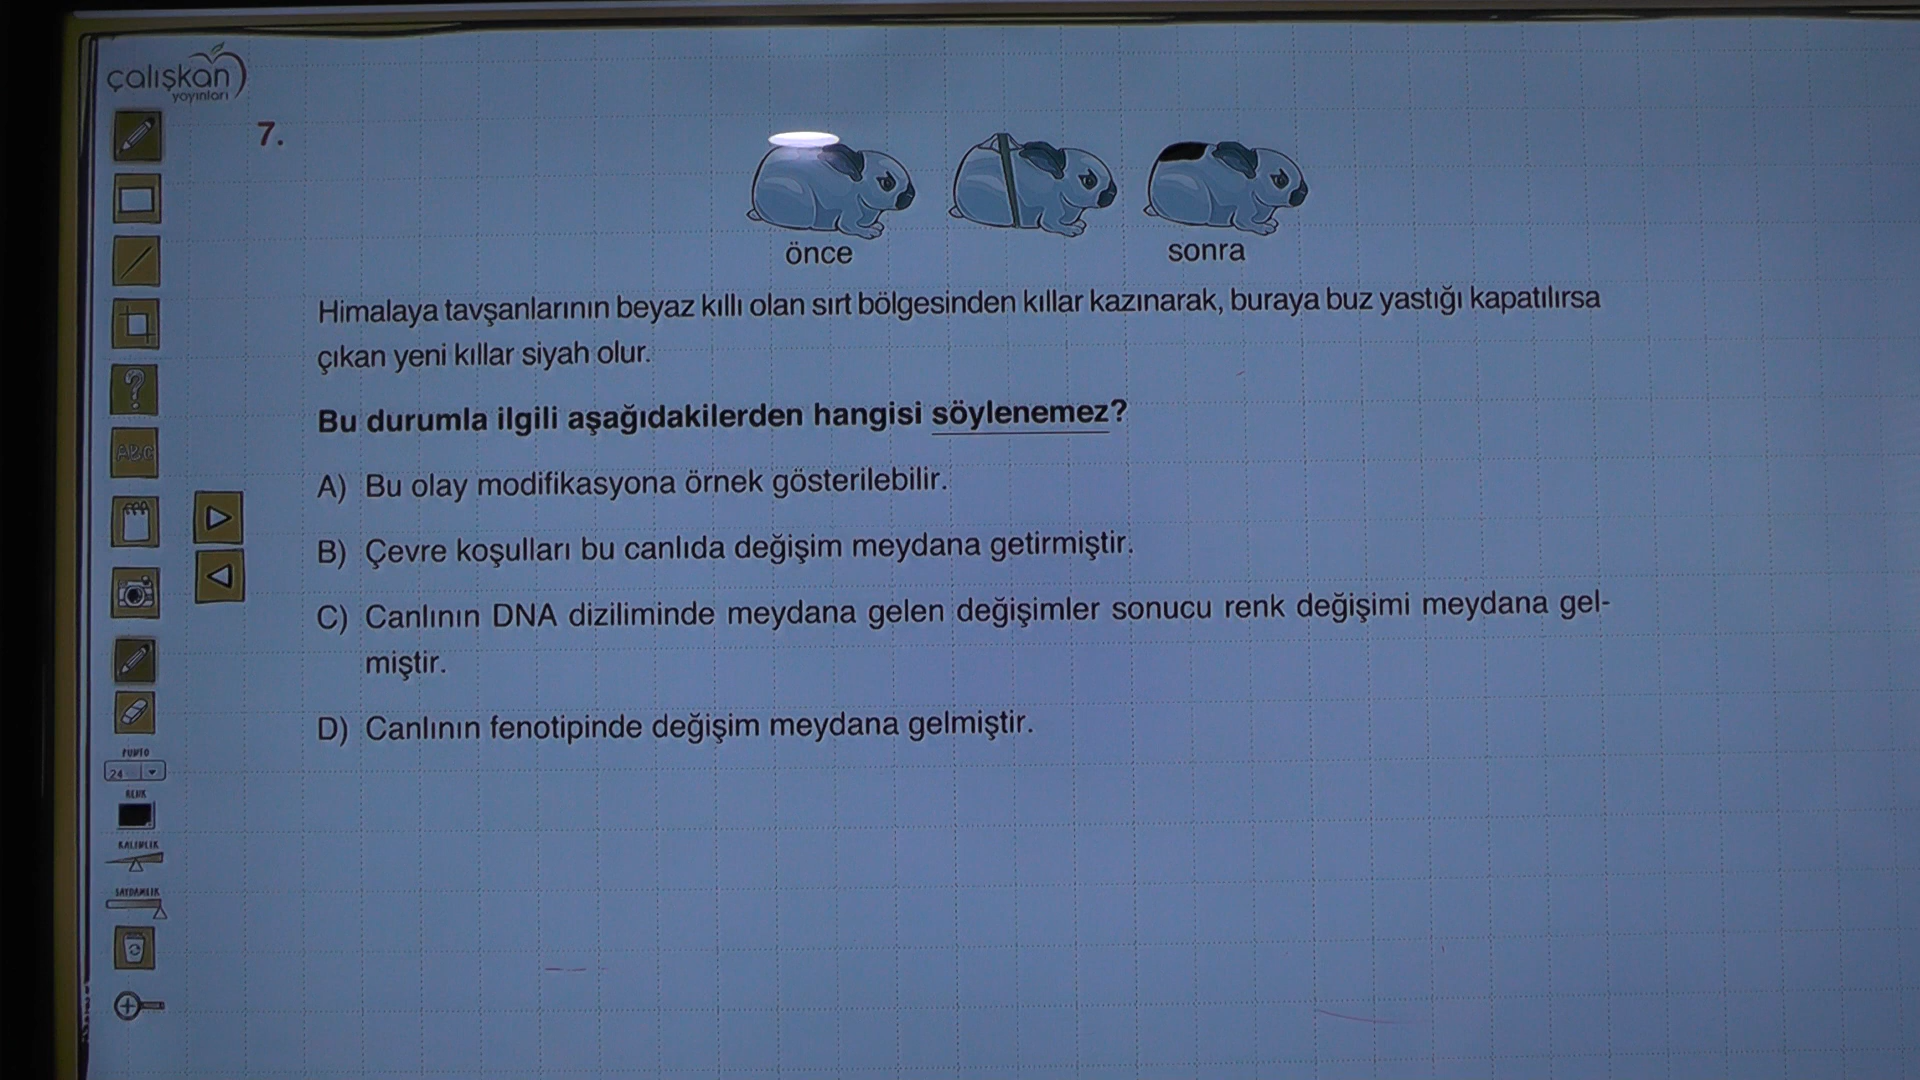 çalışkan
yayınları
7.
önce
sonra
Himalaya tavşanlarının beyaz kıllı olan sırt bölgesinden kıllar kazınarak, buraya buz yastığı kapatılırsa
çıkan yeni kıllar siyah olur.
Bu durumla ilgili aşağıdakilerden hangisi söylenemez?
A) Bu olay modifikasyona örnek gösterilebilir.
B) Çevre koşulları bu canlıda değişim meydana getirmiştir.
C) Canlının DNA diziliminde meydana gelen değişimler sonucu renk değişimi meydana gel-
miştir.
D) Canlının fenotipinde değişim meydana gelmiştir.
ABC
PUNTO
24
RENK
KALINLIK
SAYDAMLIK